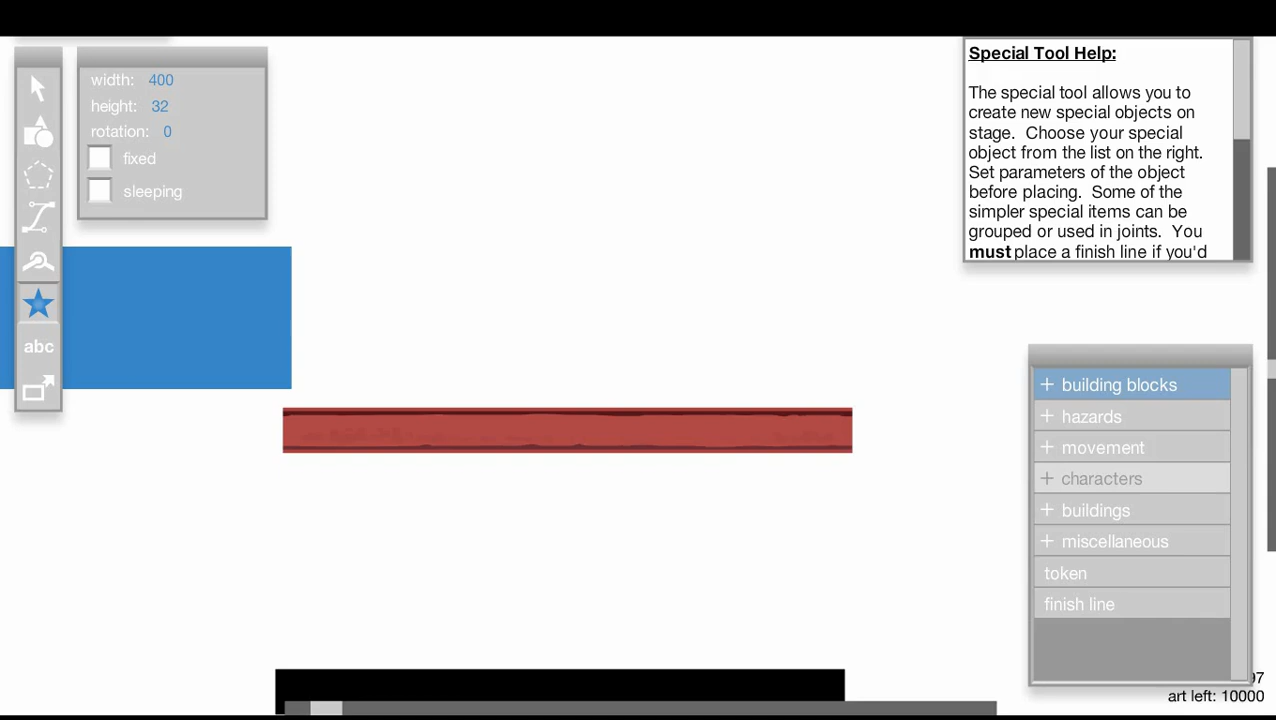 width: 400
height: 32
rotation: 0
fixed
sleeping
abc
Special Tool Help:
The special tool allows you to
create new special objects on
stage. Choose your special
object from the list on the right.
Set parameters of the object
before placing. Some of the
simpler special items can be
grouped or used in joints. You
must place a finish line if you'd
+ building blocks
+ hazards
+ movement
+ characters
+ buildings
+ miscellaneous
token
finish line
97
art left: 10000